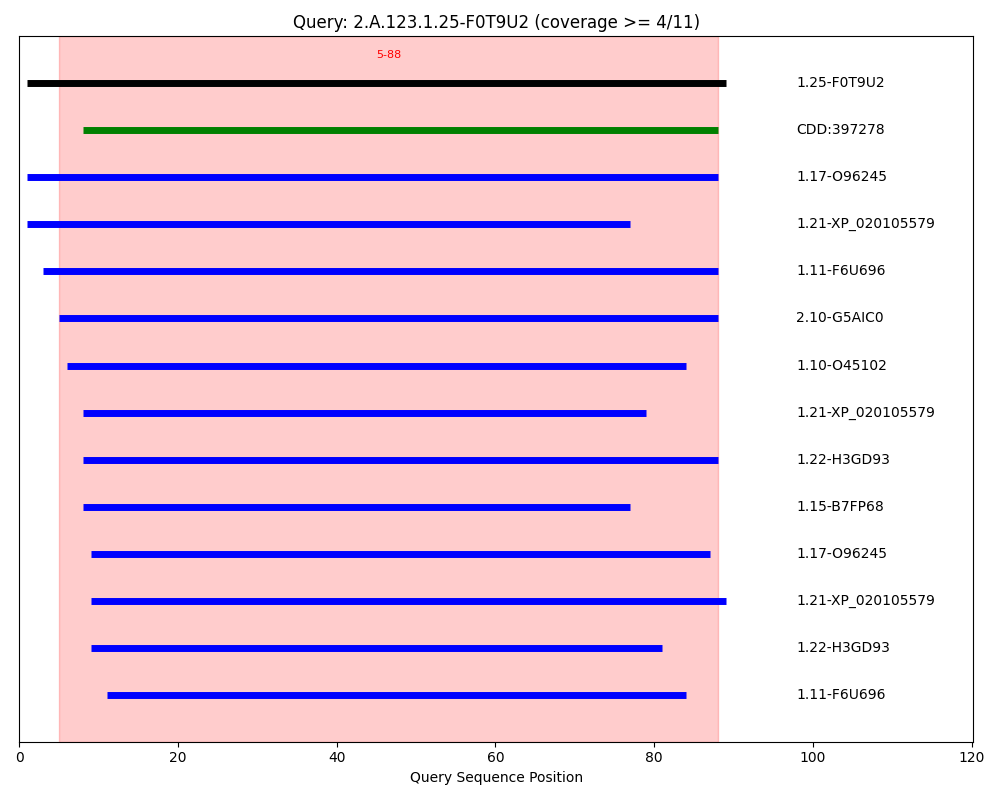 Query: 2.A.123.1.25-F0T9U2 (coverage >= 4/11)
5-88
1.25-F0T9U2
CDD:397278
1.17-O96245
1.21-XP_020105579
1.11-F6U696
2.10-G5AIC0
1.10-O45102
1.21-XP_020105579
1.22-H3GD93
1.15-B7FP68
1.17-O96245
1.21-XP_020105579
1.22-H3GD93
1.11-F6U696
0 20 40 60 80 100 120
Query Sequence Position